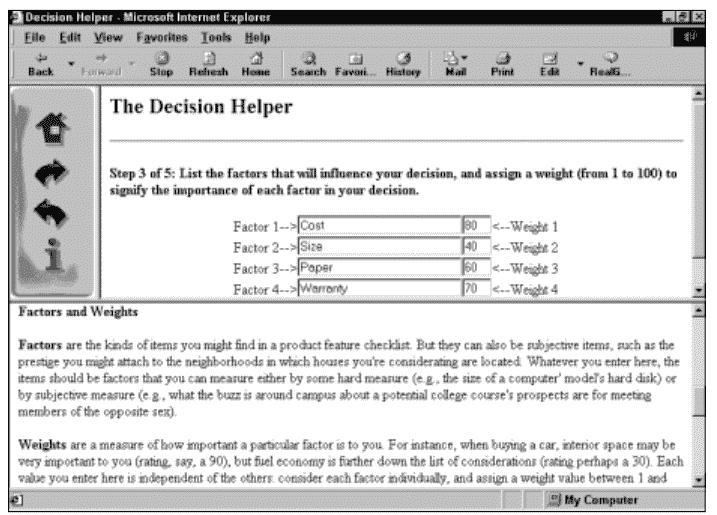 Decision Helper - Microsoft Internet Explorer
File Edit View Favorites Tools Help
Back Forward Stop Refresh Home Search Favori... History Mail Print Edit RealG...
The Decision Helper
Step 3 of 5: List the factors that will influence your decision, and assign a weight (from 1 to 100) to
signify the importance of each factor in your decision.
Factor 1-->Cost 80 <--Weight 1
Factor 2-->Size 40 <--Weight 2
Factor 3-->Paper 60 <--Weight 3
Factor 4-->Warranty 70 <--Weight 4
Factors and Weights
Factors are the kinds of items you might find in a product feature checklist. But they can also be subjective items, such as the
prestige you might attach to the neighborhoods in which houses you're considerating are located. Whatever you enter here, the
items should be factors that you can measure either by some hard measure (e.g., the size of a computer' model's hard disk) or
by subjective measure (e.g., what the buzz is around campus about a potential college course's prospects are for meeting
members of the opposite sex).
Weights are a measure of how important a particular factor is to you. For instance, when buying a car, interior space may be
very important to you (rating, say, a 90), but fuel economy is further down the list of considerations (rating perhaps a 30). Each
value you enter here is independent of the others: consider each factor individually, and assign a weight value between 1 and
My Computer